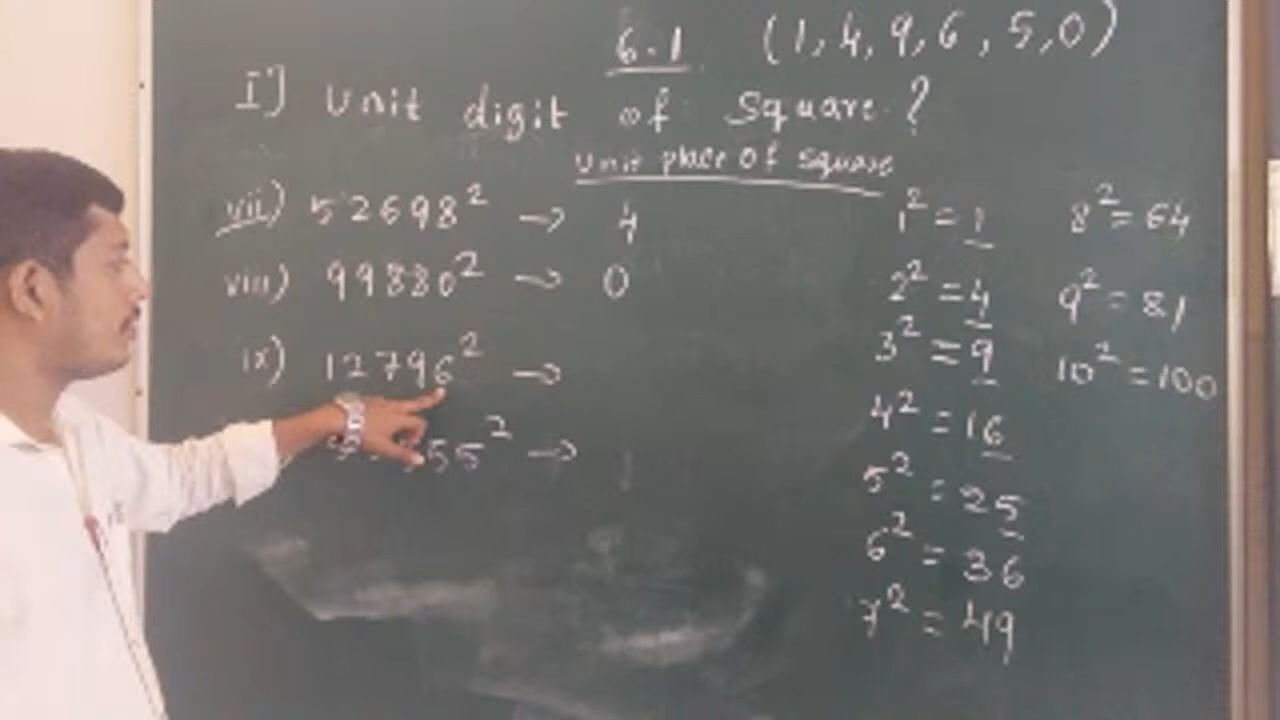 6.1 (1, 4, 9, 6, 5, 0)
I] Unit digit of Square ?
Unit place of square
vii) 52698² → 4
viii) 99880² → 0
ix) 12796² →
55² →
1² = 1
2² = 4
3² = 9
4² = 16
5² = 25
6² = 36
7² = 49
8² = 64
9² = 81
10² = 100